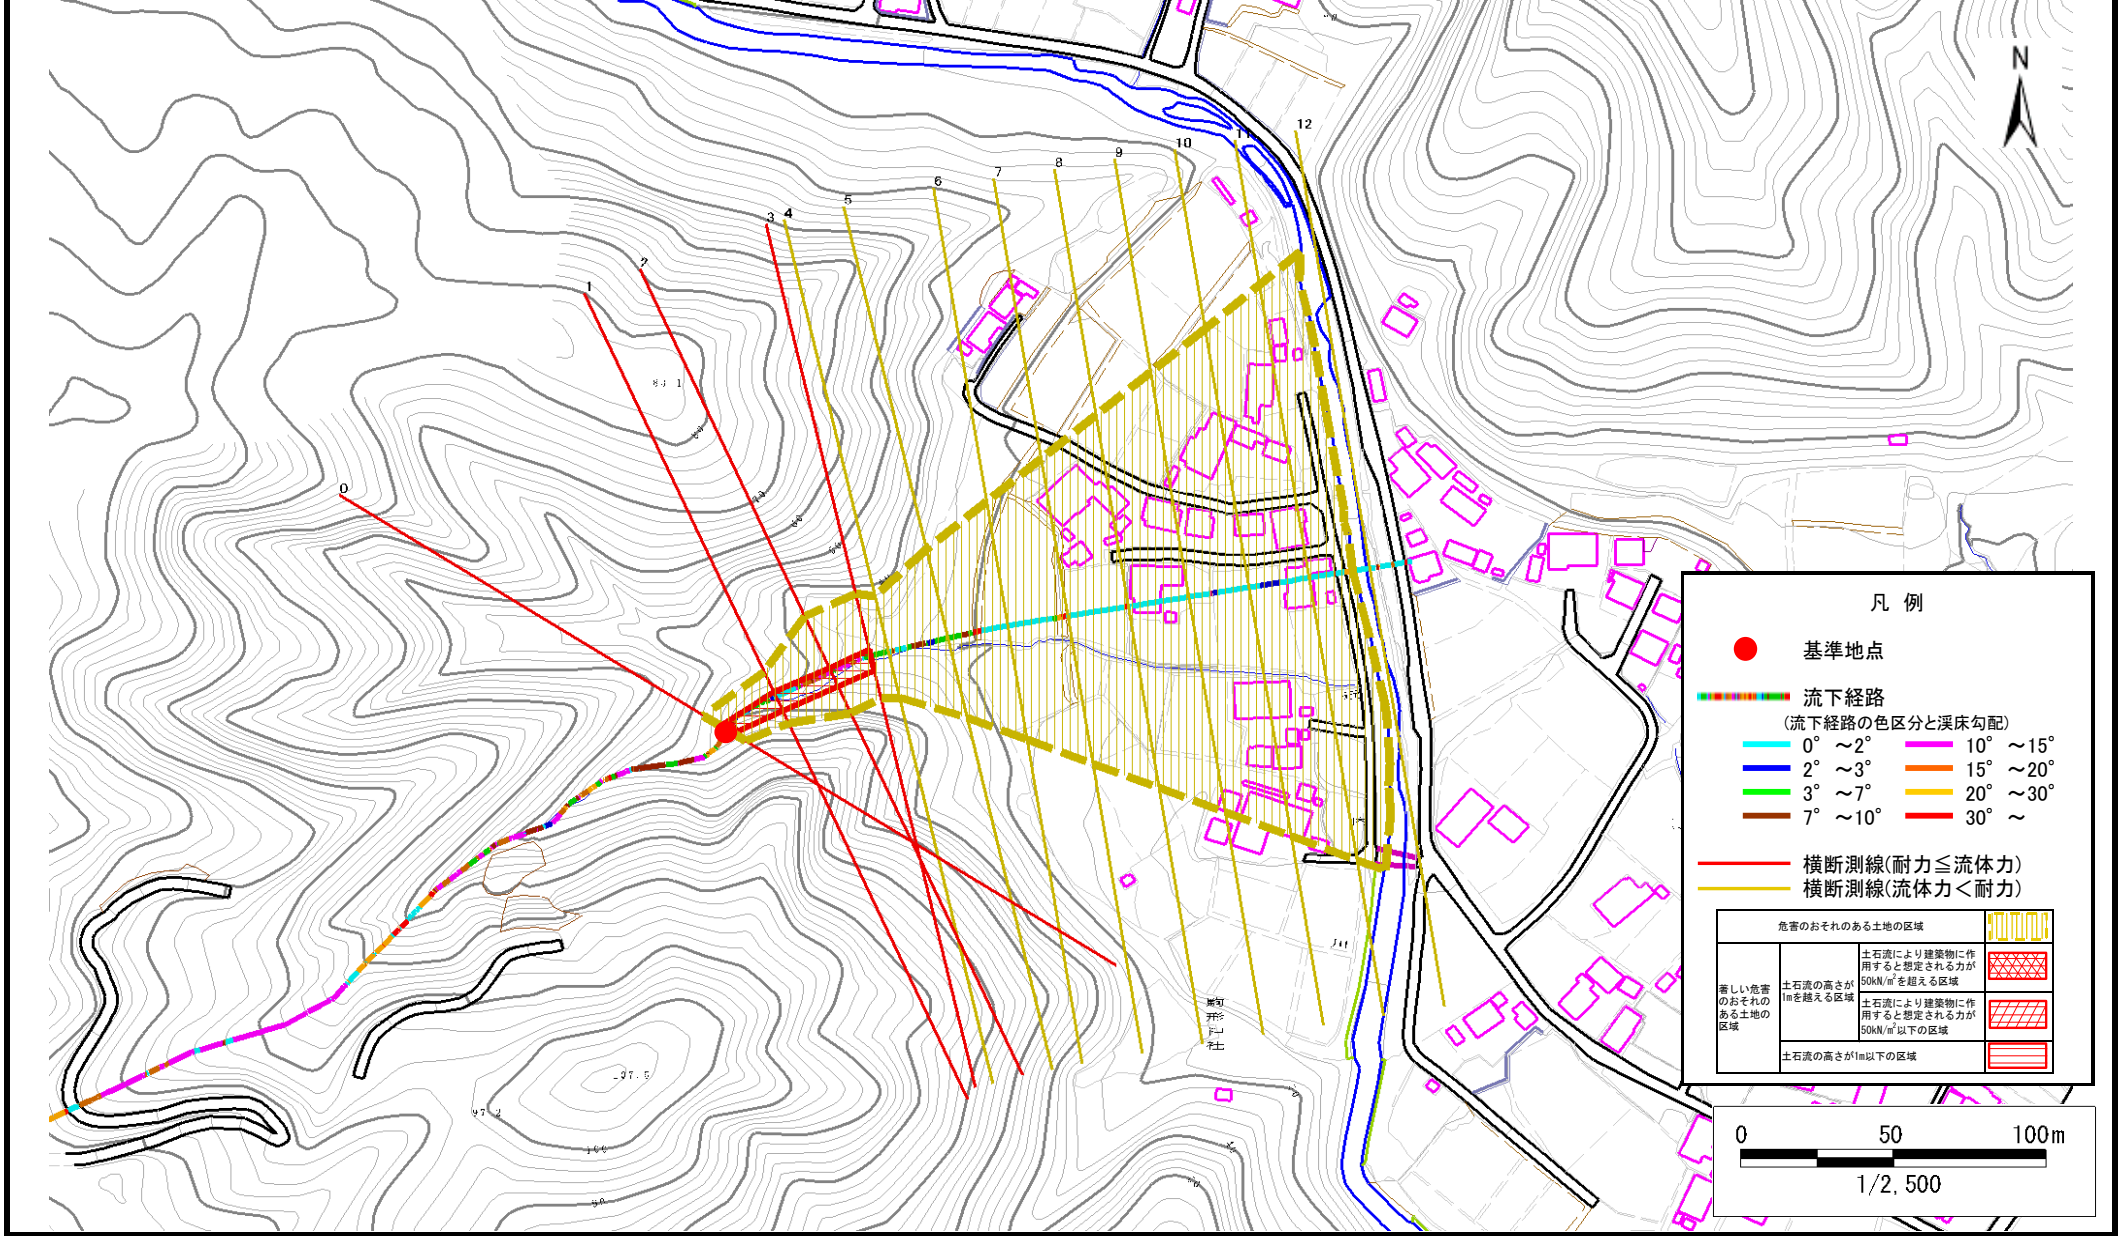 N
12
11
10
9
8
7
6
5
4
3
2
1
0
凡 例
基準地点
流下経路
(流下経路の色区分と渓床勾配)
0° ~2° 10° ~15°
2° ~3° 15° ~20°
3° ~7° 20° ~30°
7° ~10° 30° ~
横断測線(耐力≦流体力)
横断測線(流体力<耐力)
危害のおそれのある土地の区域
著しい危害
のおそれの
ある土地の
区域
土石流の高さが
1mを越える区域
土石流により建築物に作
用すると想定される力が
50kN/㎡を超える区域
土石流により建築物に作
用すると想定される力が
50kN/㎡以下の区域
土石流の高さが1m以下の区域
0 50 100m
1/2,500
97.2